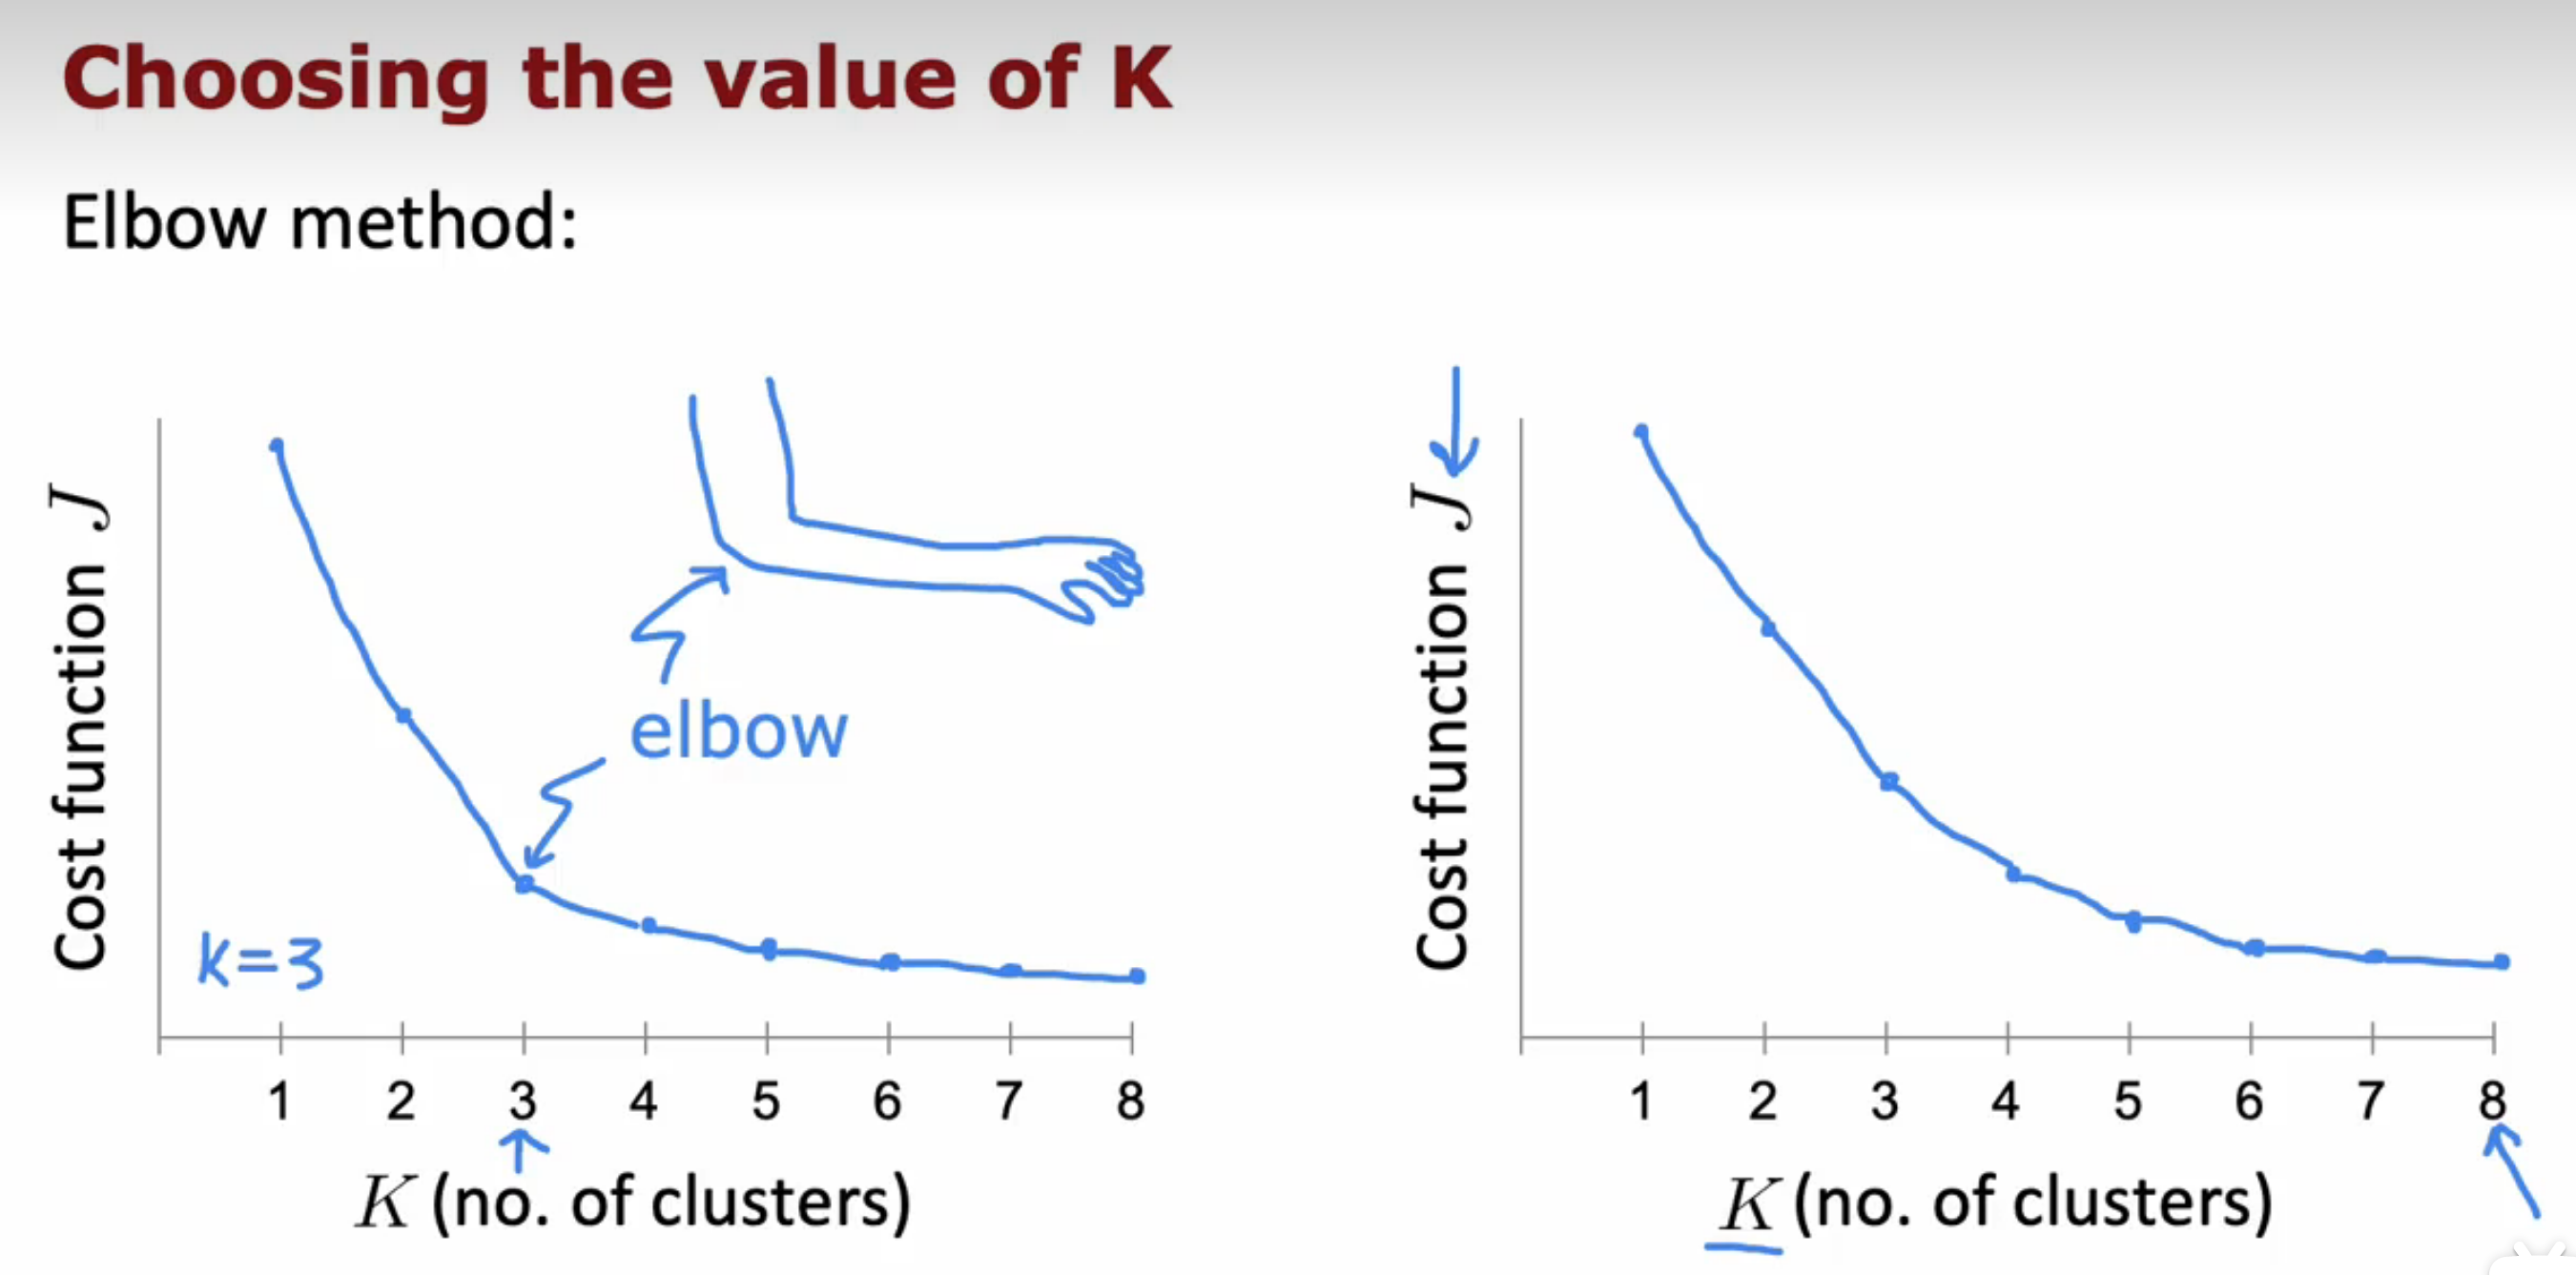 Choosing the value of K
Elbow method:
Cost function J
elbow
k=3
1 2 3 4 5 6 7 8
K (no. of clusters)
Cost function J
1 2 3 4 5 6 7 8
K (no. of clusters)